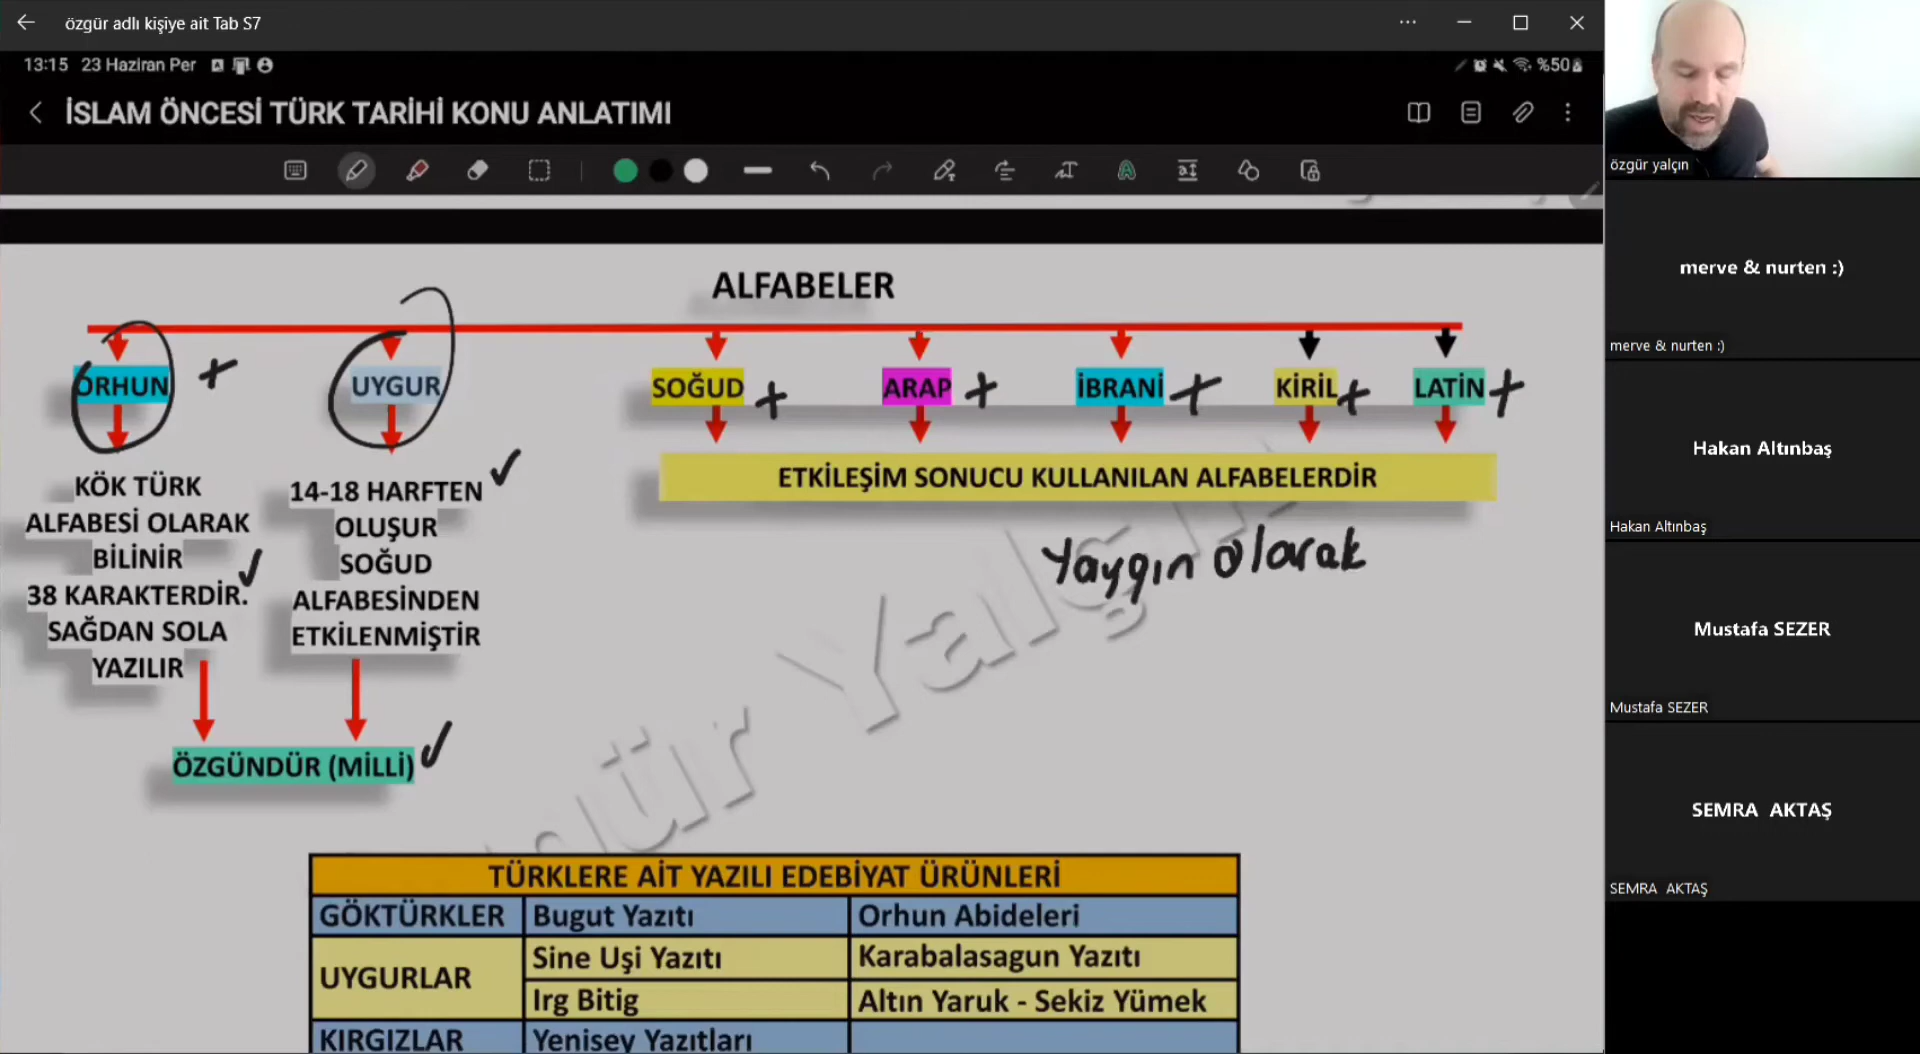 özgür adlı kişiye ait Tab S7
13:15 23 Haziran Per
%50
İSLAM ÖNCESİ TÜRK TARİHİ KONU ANLATIMI
ALFABELER
ORHUN +
UYGUR
SOĞUD +
ARAP +
İBRANİ +
KİRİL +
LATİN +
KÖK TÜRK
ALFABESİ OLARAK
BİLİNİR
38 KARAKTERDİR.
SAĞDAN SOLA
YAZILIR
14-18 HARFTEN
OLUŞUR
SOĞUD
ALFABESİNDEN
ETKİLENMİŞTİR
ÖZGÜNDÜR (MİLLİ)
ETKİLEŞİM SONUCU KULLANILAN ALFABELERDİR
Yaygın olarak
TÜRKLERE AİT YAZILI EDEBİYAT ÜRÜNLERİ
GÖKTÜRKLER Bugut Yazıtı Orhun Abideleri
UYGURLAR
Sine Uşi Yazıtı Karabalasagun Yazıtı
Irg Bitig Altın Yaruk - Sekiz Yümek
KIRGIZLAR Yenisey Yazıtları
özgür yalçın
merve & nurten :)
merve & nurten :)
Hakan Altınbaş
Hakan Altınbaş
Mustafa SEZER
Mustafa SEZER
SEMRA AKTAŞ
SEMRA AKTAŞ